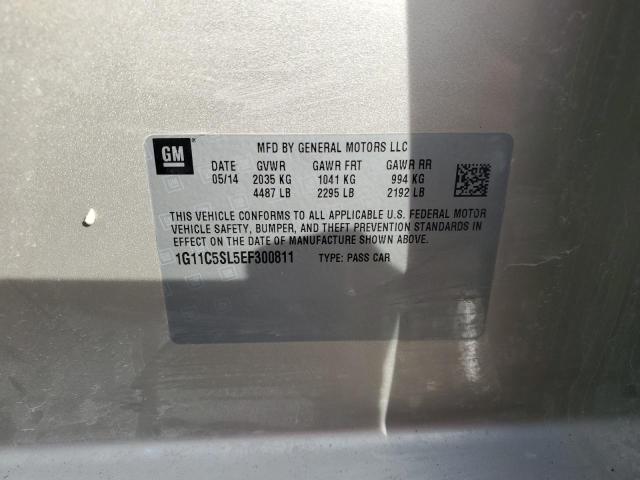 GM
MFD BY GENERAL MOTORS LLC
DATE GVWR GAWR FRT GAWR RR
05/14 2035 KG 1041 KG 994 KG
4487 LB 2295 LB 2192 LB
THIS VEHICLE CONFORMS TO ALL APPLICABLE U.S. FEDERAL MOTOR
VEHICLE SAFETY, BUMPER, AND THEFT PREVENTION STANDARDS IN
EFFECT ON THE DATE OF MANUFACTURE SHOWN ABOVE.
1G11C5SL5EF300811 TYPE: PASS CAR